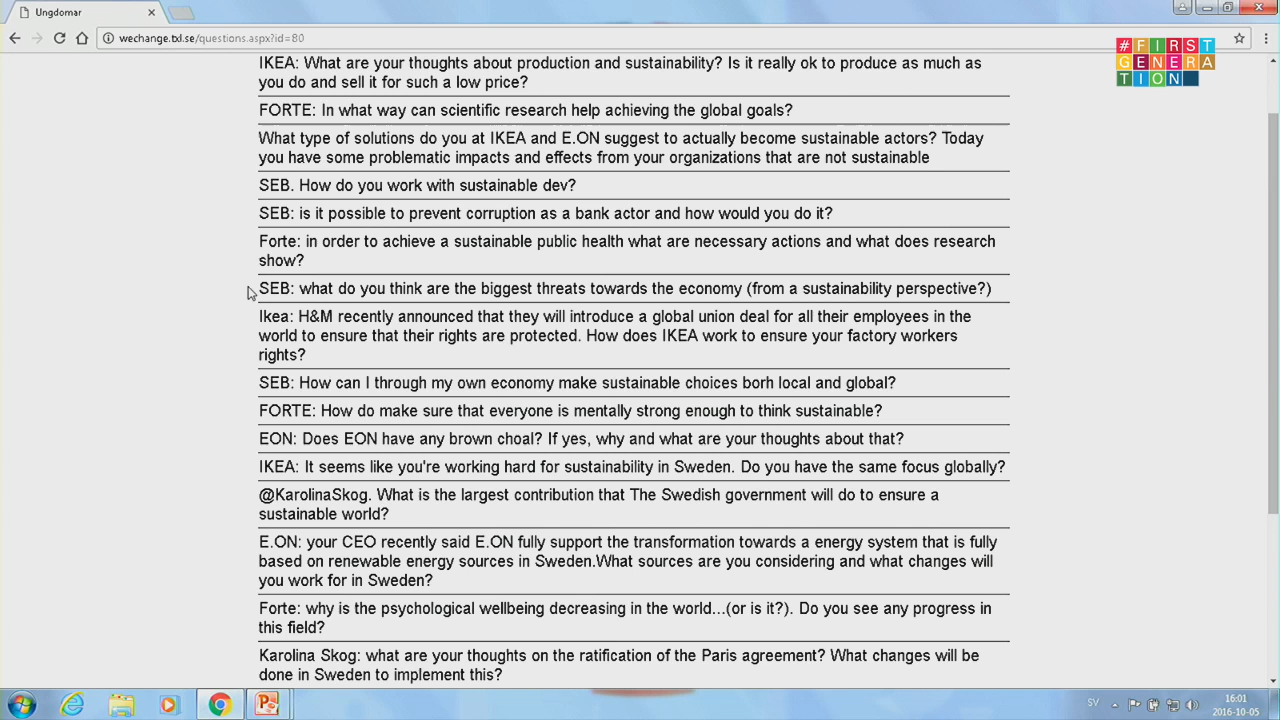 Ungdomar
wechange.txl.se/questions.aspx?id=80
#FIRST
GENERA
TION
IKEA: What are your thoughts about production and sustainability? Is it really ok to produce as much as
you do and sell it for such a low price?
FORTE: In what way can scientific research help achieving the global goals?
What type of solutions do you at IKEA and E.ON suggest to actually become sustainable actors? Today
you have some problematic impacts and effects from your organizations that are not sustainable
SEB. How do you work with sustainable dev?
SEB: is it possible to prevent corruption as a bank actor and how would you do it?
Forte: in order to achieve a sustainable public health what are necessary actions and what does research
show?
SEB: what do you think are the biggest threats towards the economy (from a sustainability perspective?)
Ikea: H&M recently announced that they will introduce a global union deal for all their employees in the
world to ensure that their rights are protected. How does IKEA work to ensure your factory workers
rights?
SEB: How can I through my own economy make sustainable choices borh local and global?
FORTE: How do make sure that everyone is mentally strong enough to think sustainable?
EON: Does EON have any brown choal? If yes, why and what are your thoughts about that?
IKEA: It seems like you're working hard for sustainability in Sweden. Do you have the same focus globally?
@KarolinaSkog. What is the largest contribution that The Swedish government will do to ensure a
sustainable world?
E.ON: your CEO recently said E.ON fully support the transformation towards a energy system that is fully
based on renewable energy sources in Sweden.What sources are you considering and what changes will
you work for in Sweden?
Forte: why is the psychological wellbeing decreasing in the world...(or is it?). Do you see any progress in
this field?
Karolina Skog: what are your thoughts on the ratification of the Paris agreement? What changes will be
done in Sweden to implement this?
SV
16:01
2016-10-05